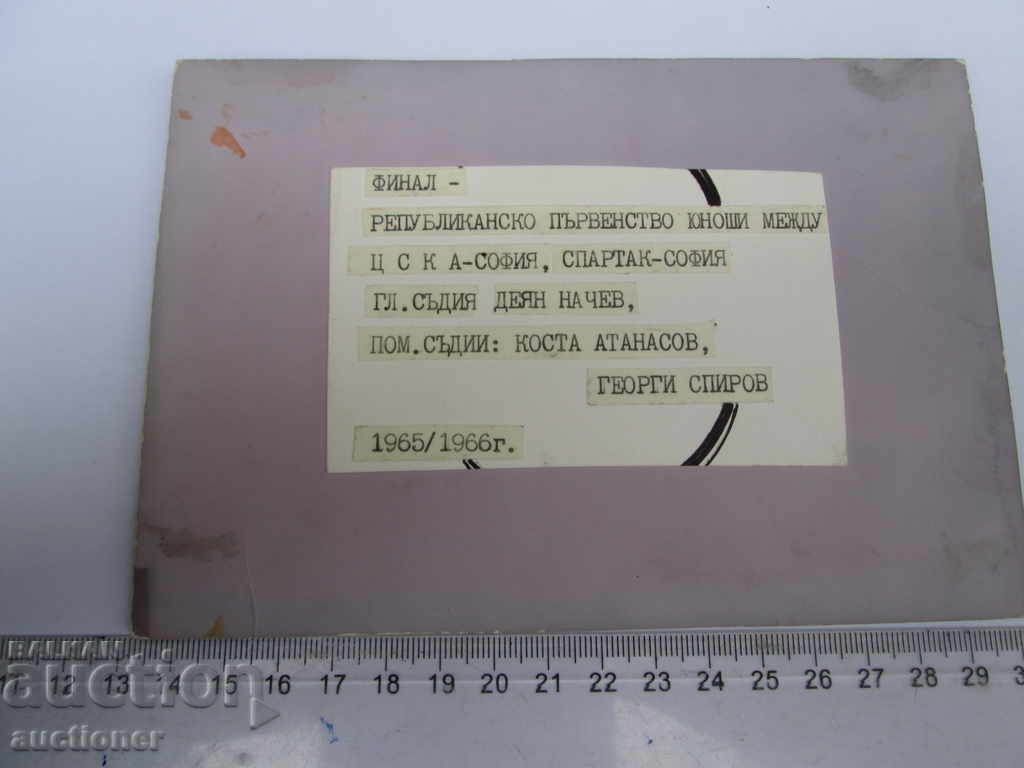 ФИНАЛ -
РЕПУБЛИКАНСКО ПЪРВЕНСТВО ЮНОШИ МЕЖДУ
Ц С К А-СОФИЯ, СПАРТАК-СОФИЯ
ГЛ.СЪДИЯ ДЕЯН НАЧЕВ,
ПОМ.СЪДИИ: КОСТА АТАНАСОВ,
ГЕОРГИ СПИРОВ
1965/1966г.
BALKAN
auction
auctioner
11 12 13 14 15 16 17 18 19 20 21 22 23 24 25 26 27 28 29 3